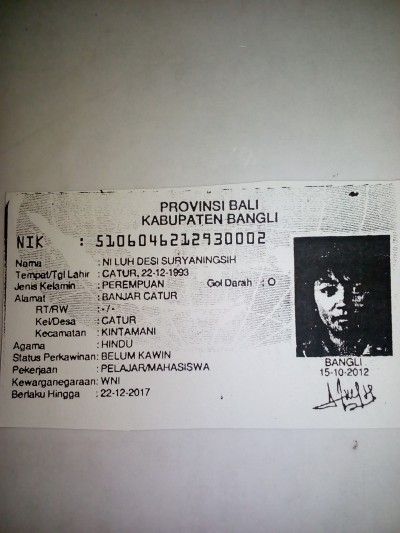 PROVINSI BALI
KABUPATEN BANGLI
NIK : 5106046212930002
Nama : NI LUH DESI SURYANINGSIH
Tempat/Tgl Lahir : CATUR, 22-12-1993
Jenis Kelamin : PEREMPUAN Gol Darah : O
Alamat : BANJAR CATUR
RT/RW : -/-
Kel/Desa : CATUR
Kecamatan : KINTAMANI
Agama : HINDU
Status Perkawinan: BELUM KAWIN
Pekerjaan : PELAJAR/MAHASISWA
Kewarganegaraan: WNI
Berlaku Hingga : 22-12-2017
BANGLI
15-10-2012